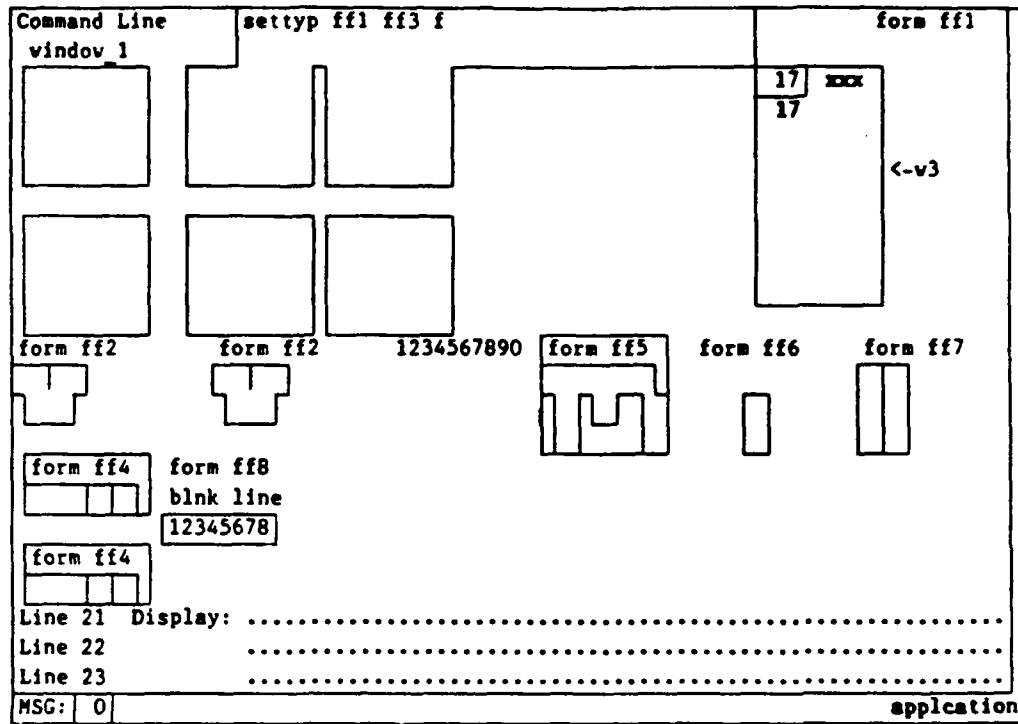 Command Line settyp ff1 ff3 f form ff1
window_1
17 xxx
17
<-w3
form ff2 form ff2 1234567890 form ff5 form ff6 form ff7
form ff4 form ff8
blnk line
12345678
form ff4
Line 21 Display: ............................................................
Line 22 ............................................................
Line 23 ............................................................
MSG: 0 applcation